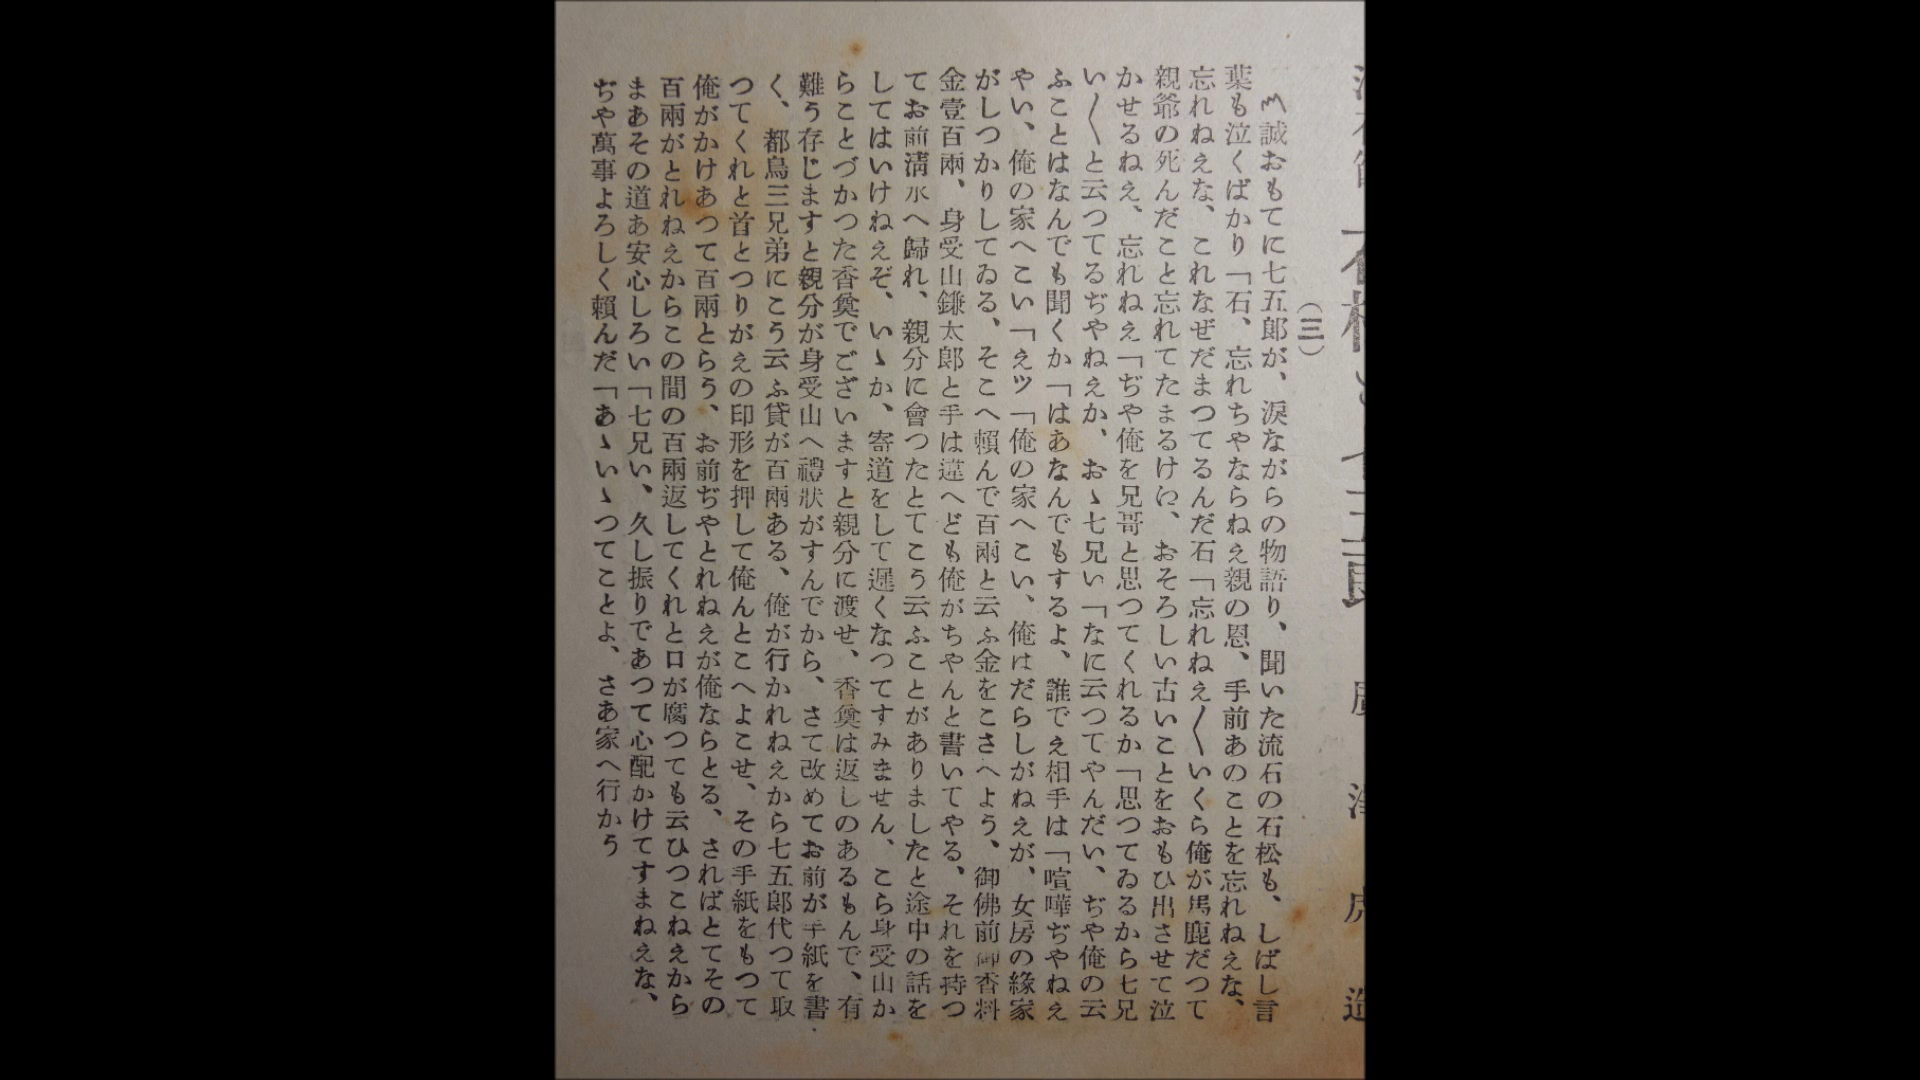 石松と七五郎 廣澤虎造
(三)
〽誠おもてに七五郎が、涙ながらの物語り、聞いた流石の石松も、しばし言
葉も泣くばかり「石、忘れちやならねえ親の恩、手前あのことを忘れねえな、
忘れねえな、これなぜだまつてるんだ石「忘れねえ〱いくら俺が馬鹿だつて
親爺の死んだこと忘れてたまるけい、おそろしい古いことをおもひ出させて泣
かせるねえ、忘れねえ「ぢや俺を兄哥と思つてくれるか「思つてゐるから七兄
い〱と云つてるぢやねえか、おゝ七兄い「なに云つてやんだい、ぢや俺の云
ふことはなんでも聞くか「はあなんでもするよ、誰でえ相手は「喧嘩ぢやねえ
やい、俺の家へこい「えツ「俺の家へこい、俺はだらしがねえが、女房の緣家
がしつかりしてゐる、そこへ賴んで百兩と云ふ金をこさへよう、御佛前御香料
金壹百兩、身受山鎌太郎と手は違へども俺がちやんと書いてやる、それを持つ
てお前淸水へ歸れ、親分に會つたとてこう云ふことがありましたと途中の話を
してはいけねえぞ、いゝか、寄道をして遲くなつてすみません、こら身受山か
らことづかつた香奠でございますと親分に渡せ、香奠は返しのあるもんで、有
難う存じますと親分が身受山へ禮狀がすんでから、さて改めてお前が手紙を書
く、都鳥三兄弟にこう云ふ貸が百兩ある、俺が行かれねえから七五郎代つて取
つてくれと首とつりがえの印形を押して俺んとこへよこせ、その手紙をもつて
俺がかけあつて百兩とらう、お前ぢやとれねえが俺ならとる、さればとてその
百兩がとれねえからこの間の百兩返してくれと口が腐つても云ひつこねえから
まあその道あ安心しろい「七兄い、久し振りであつて心配かけてすまねえな、
ぢや萬事よろしく賴んだ「あゝいゝつてことよ、さあ家へ行かう